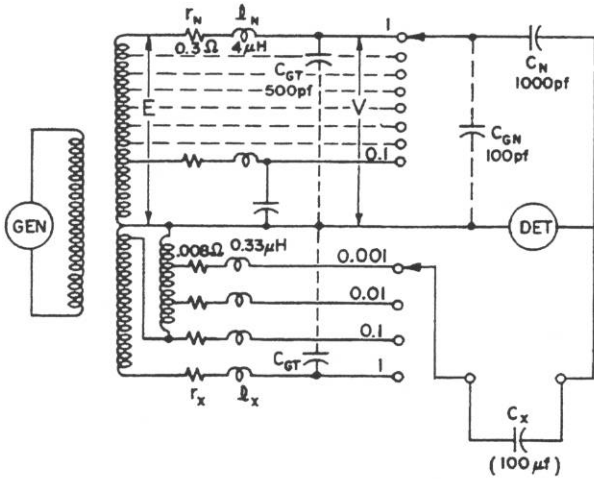 r_N
ℓ_N
0.3Ω
4μH
1
C_GT
500pf
E
V
C_N
1000pf
C_GN
100pf
0.1
GEN
DET
.008Ω
0.33μH
0.001
0.01
0.1
C_GT
1
r_x
ℓ_x
C_x
(100μf)